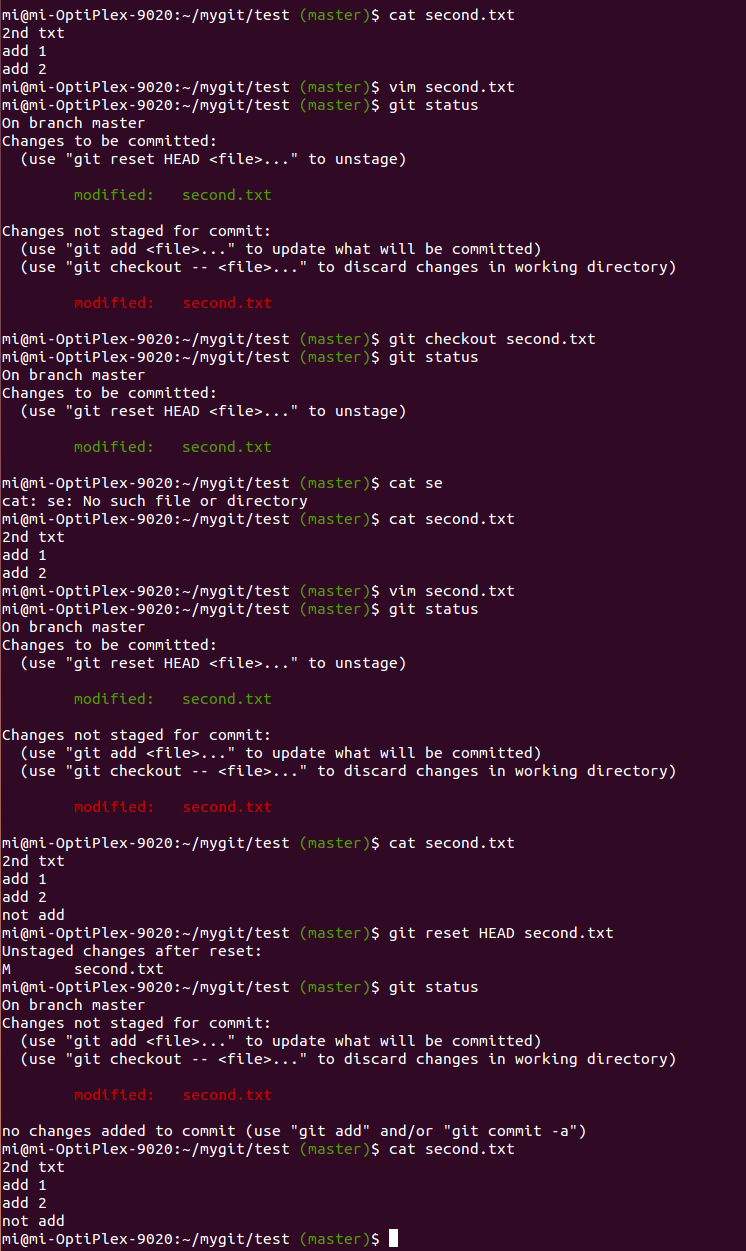 mi@mi-OptiPlex-9020:~/mygit/test (master)$ cat second.txt
2nd txt
add 1
add 2
mi@mi-OptiPlex-9020:~/mygit/test (master)$ vim second.txt
mi@mi-OptiPlex-9020:~/mygit/test (master)$ git status
On branch master
Changes to be committed:
  (use "git reset HEAD <file>..." to unstage)

        modified:   second.txt

Changes not staged for commit:
  (use "git add <file>..." to update what will be committed)
  (use "git checkout -- <file>..." to discard changes in working directory)

        modified:   second.txt

mi@mi-OptiPlex-9020:~/mygit/test (master)$ git checkout second.txt
mi@mi-OptiPlex-9020:~/mygit/test (master)$ git status
On branch master
Changes to be committed:
  (use "git reset HEAD <file>..." to unstage)

        modified:   second.txt

mi@mi-OptiPlex-9020:~/mygit/test (master)$ cat se
cat: se: No such file or directory
mi@mi-OptiPlex-9020:~/mygit/test (master)$ cat second.txt
2nd txt
add 1
add 2
mi@mi-OptiPlex-9020:~/mygit/test (master)$ vim second.txt
mi@mi-OptiPlex-9020:~/mygit/test (master)$ git status
On branch master
Changes to be committed:
  (use "git reset HEAD <file>..." to unstage)

        modified:   second.txt

Changes not staged for commit:
  (use "git add <file>..." to update what will be committed)
  (use "git checkout -- <file>..." to discard changes in working directory)

        modified:   second.txt

mi@mi-OptiPlex-9020:~/mygit/test (master)$ cat second.txt
2nd txt
add 1
add 2
not add
mi@mi-OptiPlex-9020:~/mygit/test (master)$ git reset HEAD second.txt
Unstaged changes after reset:
M       second.txt
mi@mi-OptiPlex-9020:~/mygit/test (master)$ git status
On branch master
Changes not staged for commit:
  (use "git add <file>..." to update what will be committed)
  (use "git checkout -- <file>..." to discard changes in working directory)

        modified:   second.txt

no changes added to commit (use "git add" and/or "git commit -a")
mi@mi-OptiPlex-9020:~/mygit/test (master)$ cat second.txt
2nd txt
add 1
add 2
not add
mi@mi-OptiPlex-9020:~/mygit/test (master)$